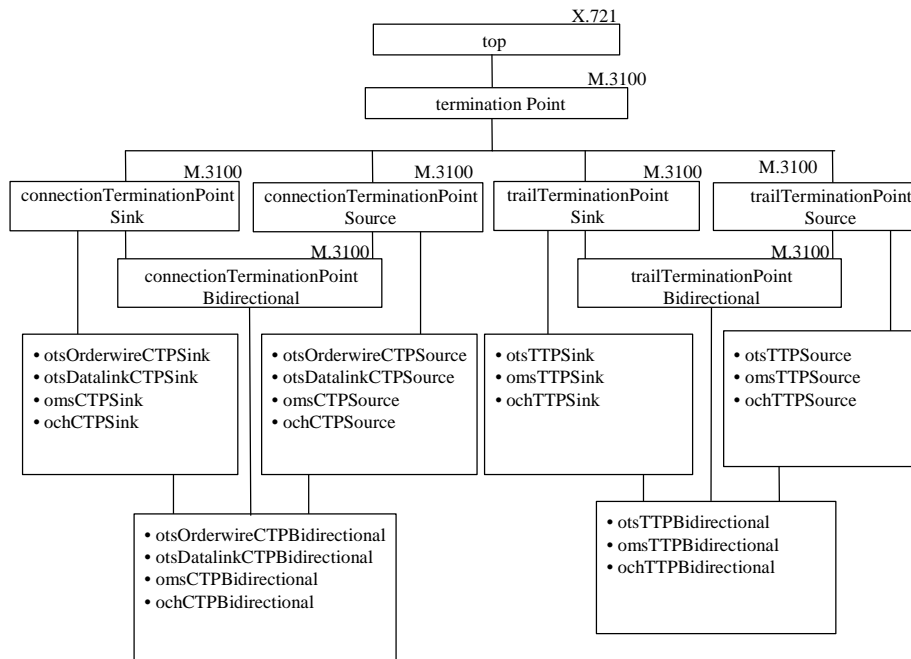 X.721
top
M.3100
termination Point
M.3100
M.3100
M.3100
M.3100
connectionTerminationPoint
Sink
connectionTerminationPoint
Source
trailTerminationPoint
Sink
trailTerminationPoint
Source
M.3100
M.3100
connectionTerminationPoint
Bidirectional
trailTerminationPoint
Bidirectional
• otsOrderwireCTPSink
• otsDatalinkCTPSink
• omsCTPSink
• ochCTPSink
• otsOrderwireCTPSource
• otsDatalinkCTPSource
• omsCTPSource
• ochCTPSource
• otsTTPSink
• omsTTPSink
• ochTTPSink
• otsTTPSource
• omsTTPSource
• ochTTPSource
• otsOrderwireCTPBidirectional
• otsDatalinkCTPBidirectional
• omsCTPBidirectional
• ochCTPBidirectional
• otsTTPBidirectional
• omsTTPBidirectional
• ochTTPBidirectional